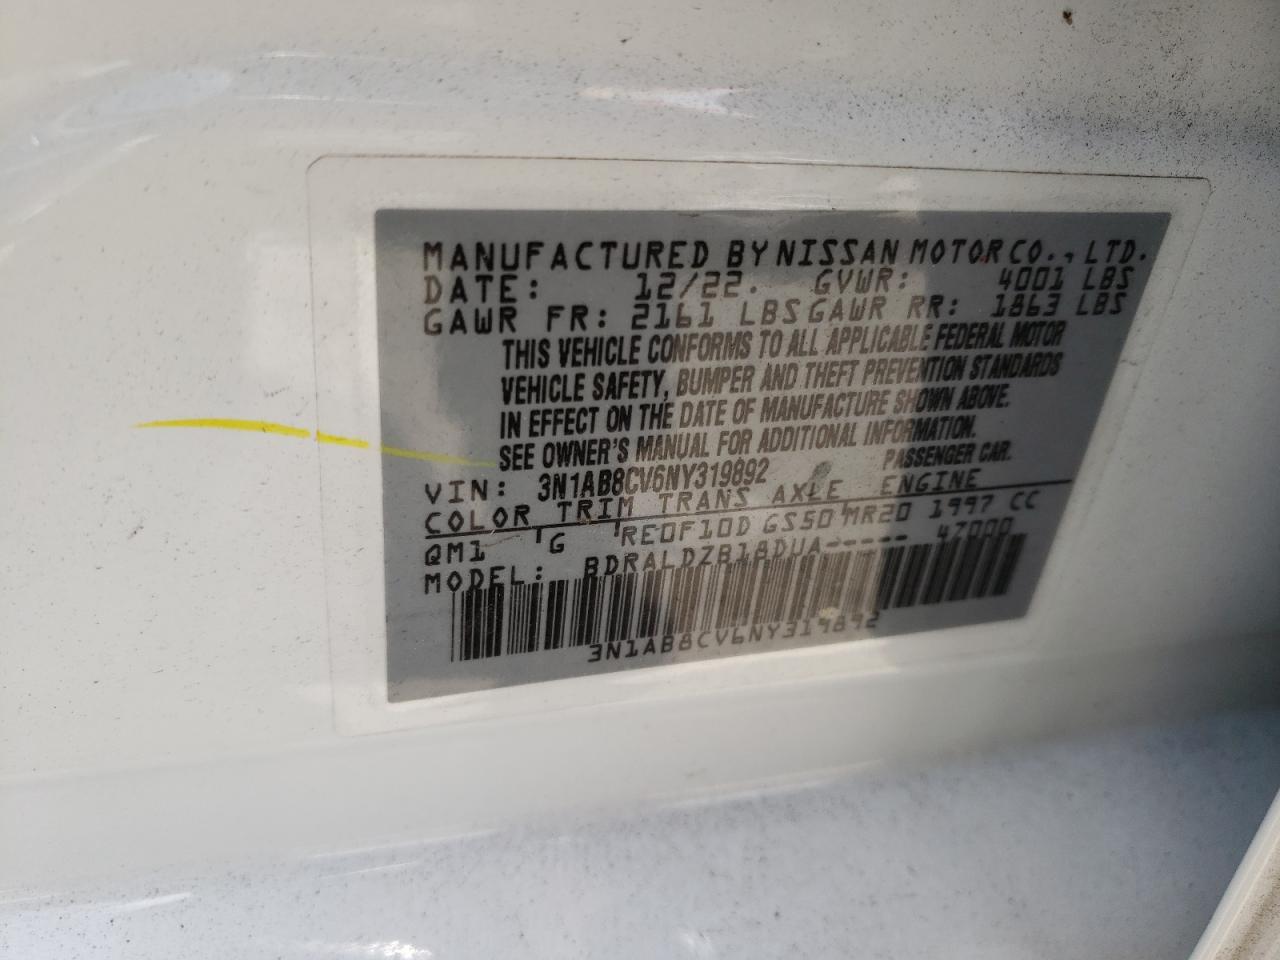 MANUFACTURED BY NISSAN MOTOR CO., LTD.
DATE: 12/22. GVWR: 4001 LBS
GAWR FR: 2161 LBS GAWR RR: 1863 LBS
THIS VEHICLE CONFORMS TO ALL APPLICABLE FEDERAL MOTOR
VEHICLE SAFETY, BUMPER AND THEFT PREVENTION STANDARDS
IN EFFECT ON THE DATE OF MANUFACTURE SHOWN ABOVE.
SEE OWNER'S MANUAL FOR ADDITIONAL INFORMATION.
VIN: 3N1AB8CV6NY319892 PASSENGER CAR.
COLOR TRIM TRANS AXLE ENGINE
QM1 G RE0F10D GS50 MR20 1997 CC
MODEL: BDRALDZB18DUA----- 4Z000
3N1AB8CV6NY319892